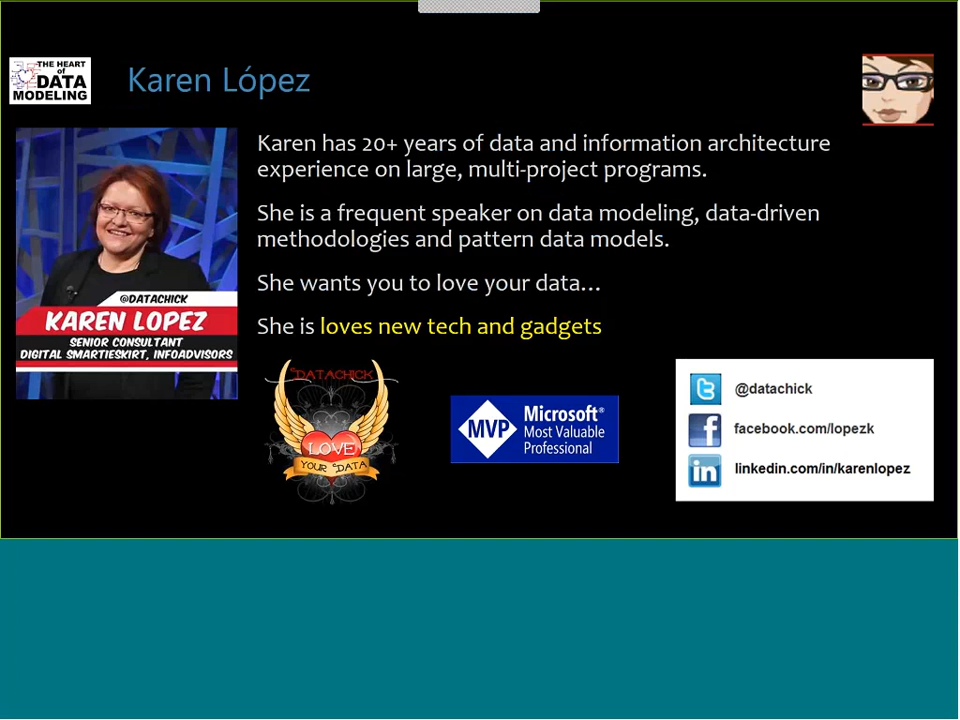 THE HEART
of
DATA
MODELING
Karen López
Karen has 20+ years of data and information architecture
experience on large, multi-project programs.
She is a frequent speaker on data modeling, data-driven
methodologies and pattern data models.
She wants you to love your data...
She is loves new tech and gadgets
@DATACHICK
KAREN LOPEZ
SENIOR CONSULTANT
DIGITAL SMARTIESKIRT, INFOADVISORS
DATACHICK
LOVE
YOUR DATA
MVP
Microsoft®
Most Valuable
Professional
@datachick
facebook.com/lopezk
in
linkedin.com/in/karenlopez